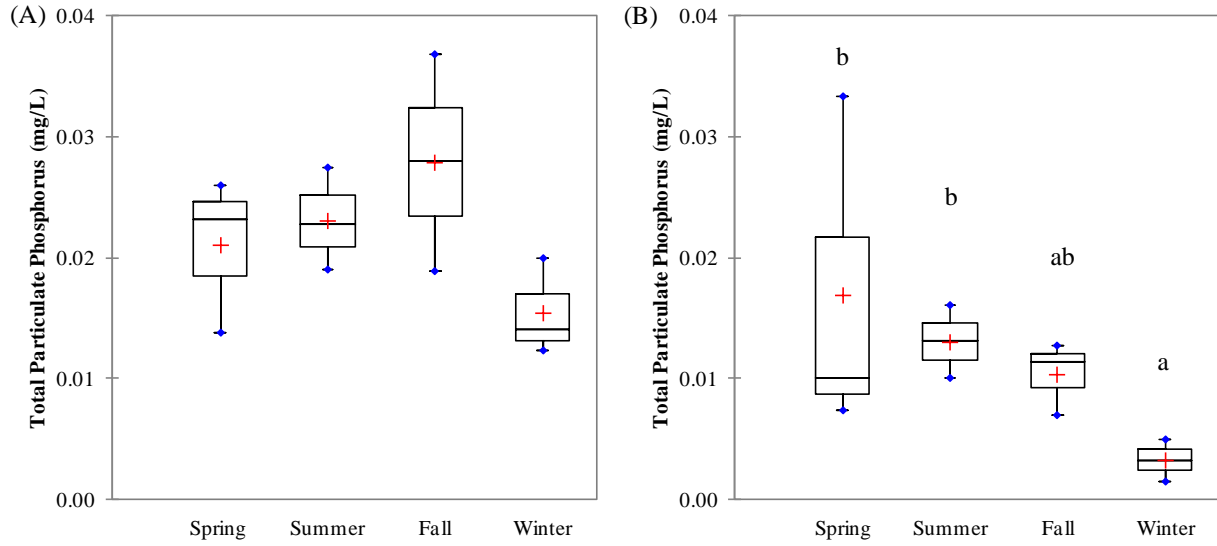 (A)
Total Particulate Phosphorus (mg/L)
0.04
0.03
0.02
0.01
0.00
Spring Summer Fall Winter
(B)
Total Particulate Phosphorus (mg/L)
0.04
0.03
0.02
0.01
0.00
b
b
ab
a
Spring Summer Fall Winter